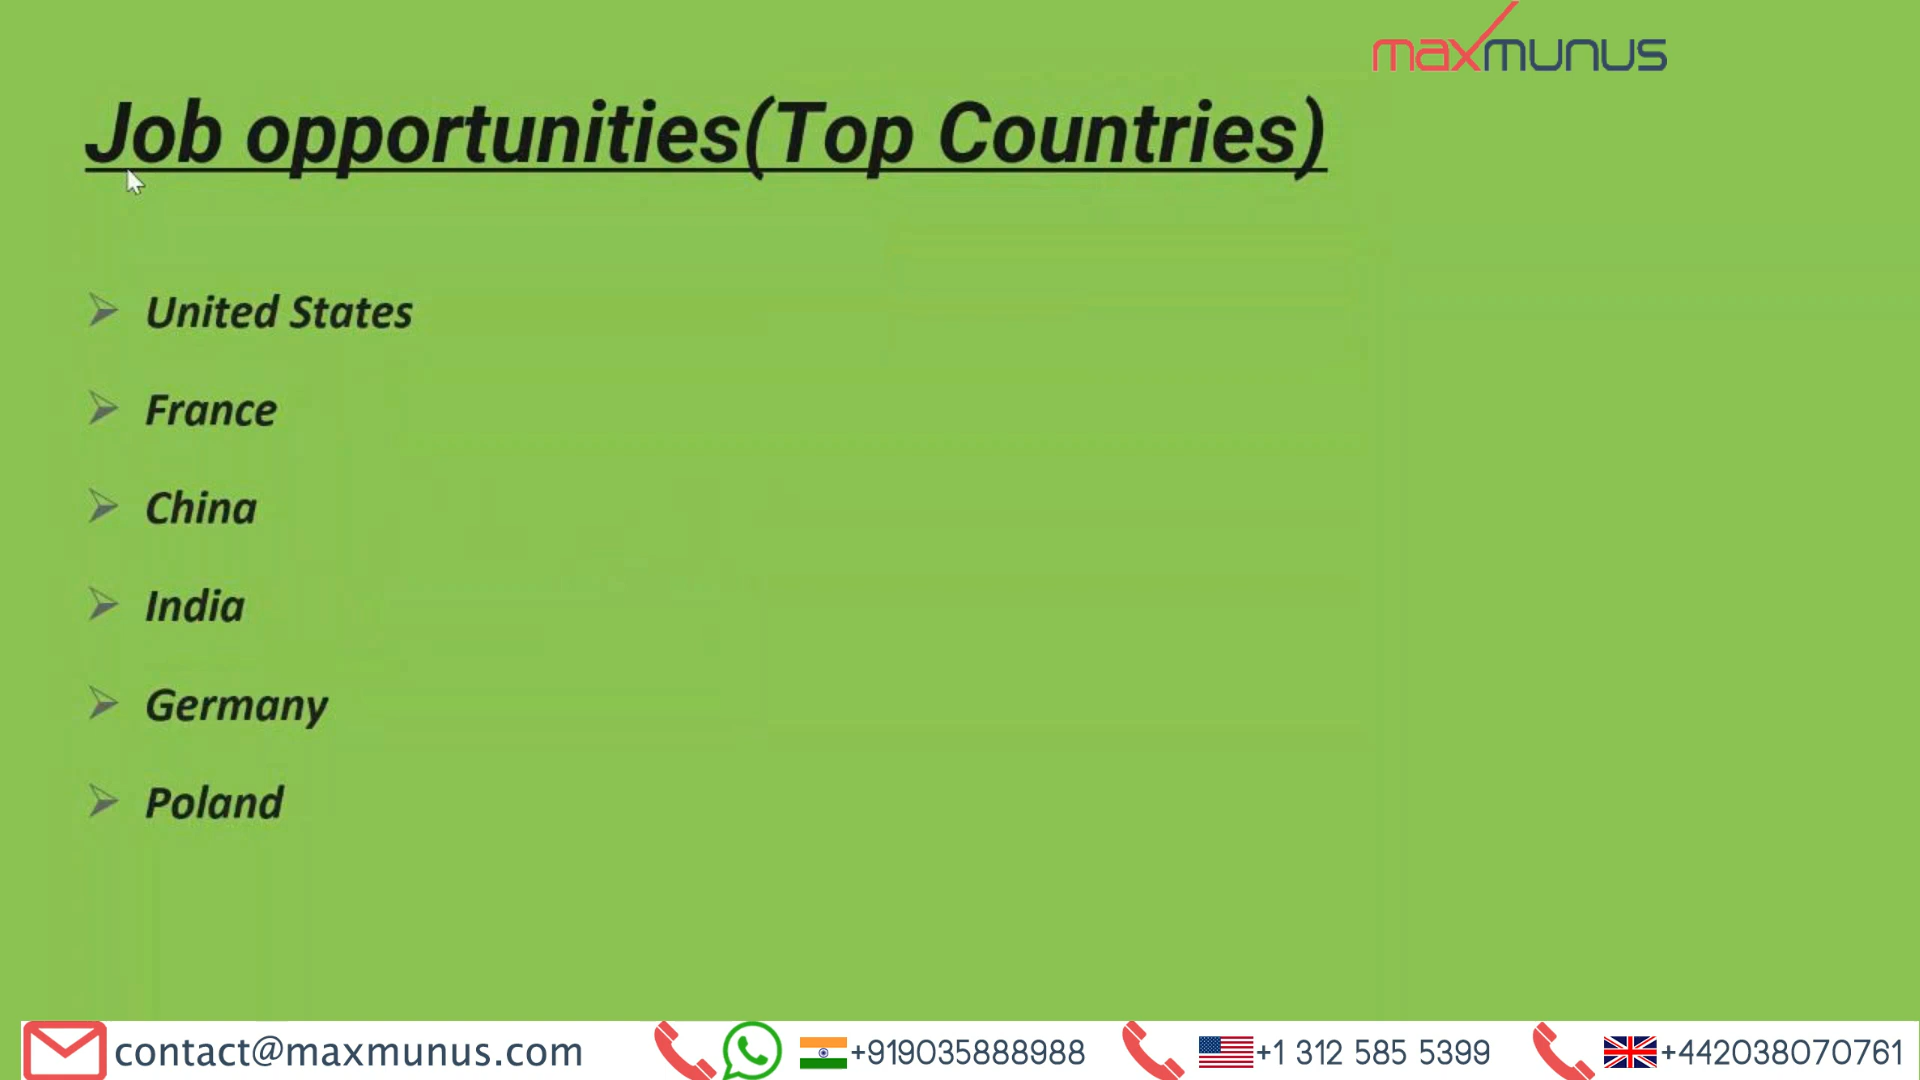 maxmunus
Job opportunities(Top Countries)
United States
France
China
India
Germany
Poland
contact@maxmunus.com +919035888988 +1 312 585 5399 +442038070761